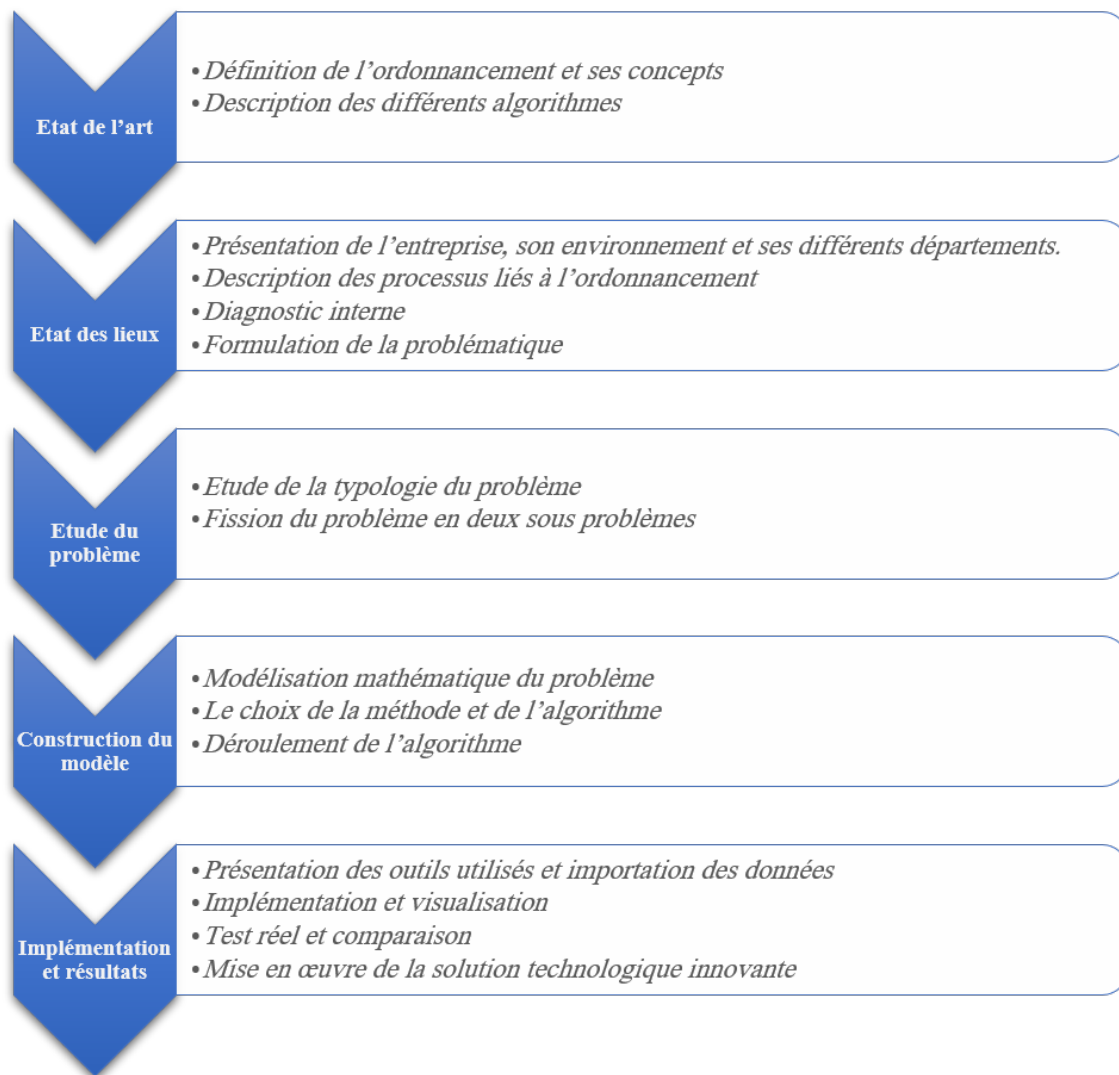 Etat de l'art
• Définition de l'ordonnancement et ses concepts
• Description des différents algorithmes
Etat des lieux
• Présentation de l'entreprise, son environnement et ses différents départements.
• Description des processus liés à l'ordonnancement
• Diagnostic interne
• Formulation de la problématique
Etude du
problème
• Etude de la typologie du problème
• Fission du problème en deux sous problèmes
Construction du
modèle
• Modélisation mathématique du problème
• Le choix de la méthode et de l'algorithme
• Déroulement de l'algorithme
Implémentation
et résultats
• Présentation des outils utilisés et importation des données
• Implémentation et visualisation
• Test réel et comparaison
• Mise en œuvre de la solution technologique innovante